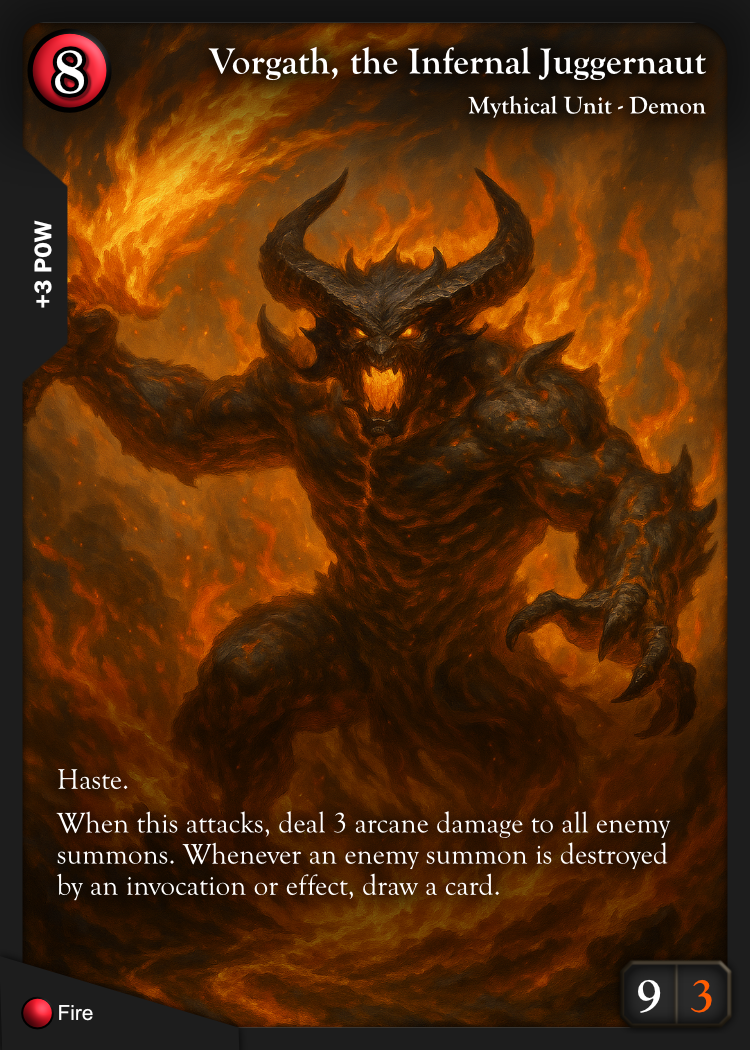 8
Vorgath, the Infernal Juggernaut
Mythical Unit - Demon
+3 POW
Haste.
When this attacks, deal 3 arcane damage to all enemy
summons. Whenever an enemy summon is destroyed
by an invocation or effect, draw a card.
Fire
9 3